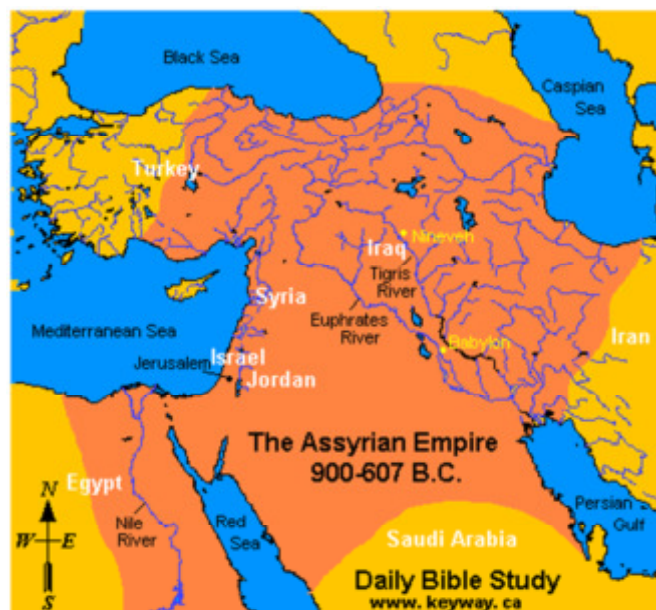 Black Sea
Caspian
Sea
Turkey
Nineveh
Iraq
Tigris
River
Syria
Euphrates
River
Mediterranean Sea
Iran
Babylon
Israel
Jerusalem
Jordan
The Assyrian Empire
900-607 B.C.
Egypt
N
W
E
S
Nile
River
Red
Sea
Persian
Gulf
Saudi Arabia
Daily Bible Study
www.keyway.ca